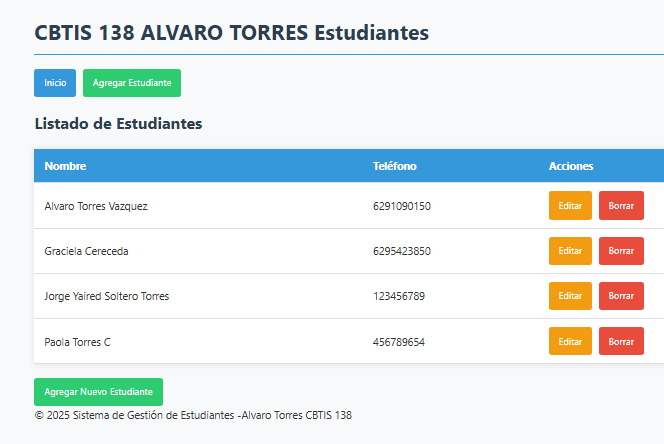 CBTIS 138 ALVARO TORRES Estudiantes
Inicio Agregar Estudiante
Listado de Estudiantes
Nombre Teléfono Acciones
Alvaro Torres Vazquez 6291090150 Editar Borrar
Graciela Cereceda 6295423850 Editar Borrar
Jorge Yaired Soltero Torres 123456789 Editar Borrar
Paola Torres C 456789654 Editar Borrar
Agregar Nuevo Estudiante
© 2025 Sistema de Gestión de Estudiantes -Alvaro Torres CBTIS 138